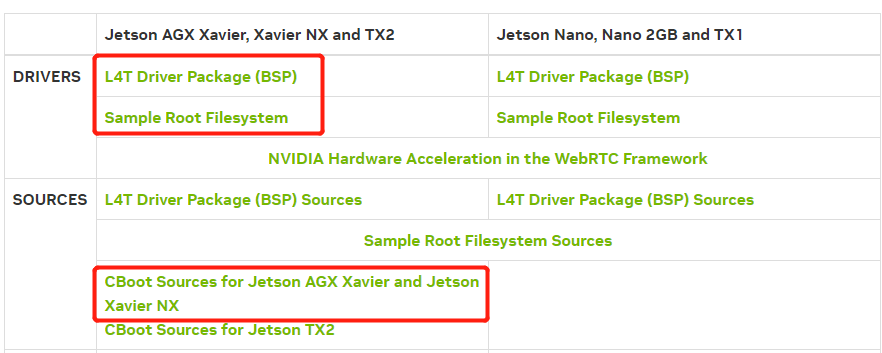 Jetson AGX Xavier, Xavier NX and TX2
Jetson Nano, Nano 2GB and TX1
DRIVERS
L4T Driver Package (BSP)
L4T Driver Package (BSP)
Sample Root Filesystem
Sample Root Filesystem
NVIDIA Hardware Acceleration in the WebRTC Framework
SOURCES
L4T Driver Package (BSP) Sources
L4T Driver Package (BSP) Sources
Sample Root Filesystem Sources
CBoot Sources for Jetson AGX Xavier and Jetson
Xavier NX
CBoot Sources for Jetson TX2